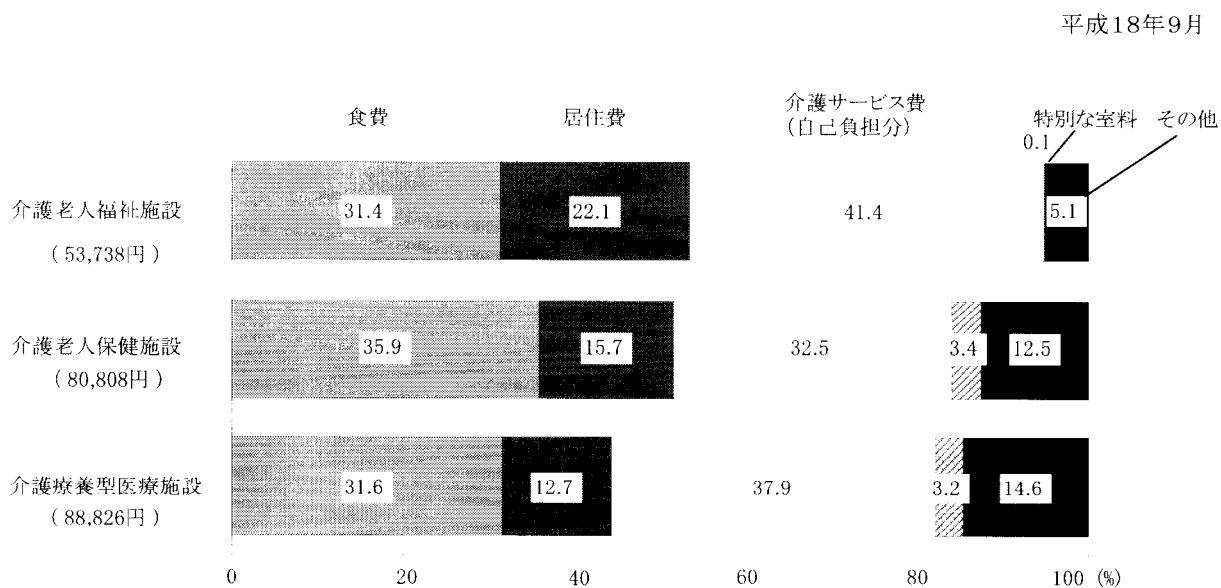 平成18年9月
食費
居住費
介護サービス費
(自己負担分)
特別な室料
その他
0.1
介護老人福祉施設
(53,738円)
31.4
22.1
41.4
5.1
介護老人保健施設
(80,808円)
35.9
15.7
32.5
3.4
12.5
介護療養型医療施設
(88,826円)
31.6
12.7
37.9
3.2
14.6
0 20 40 60 80 100 (%)